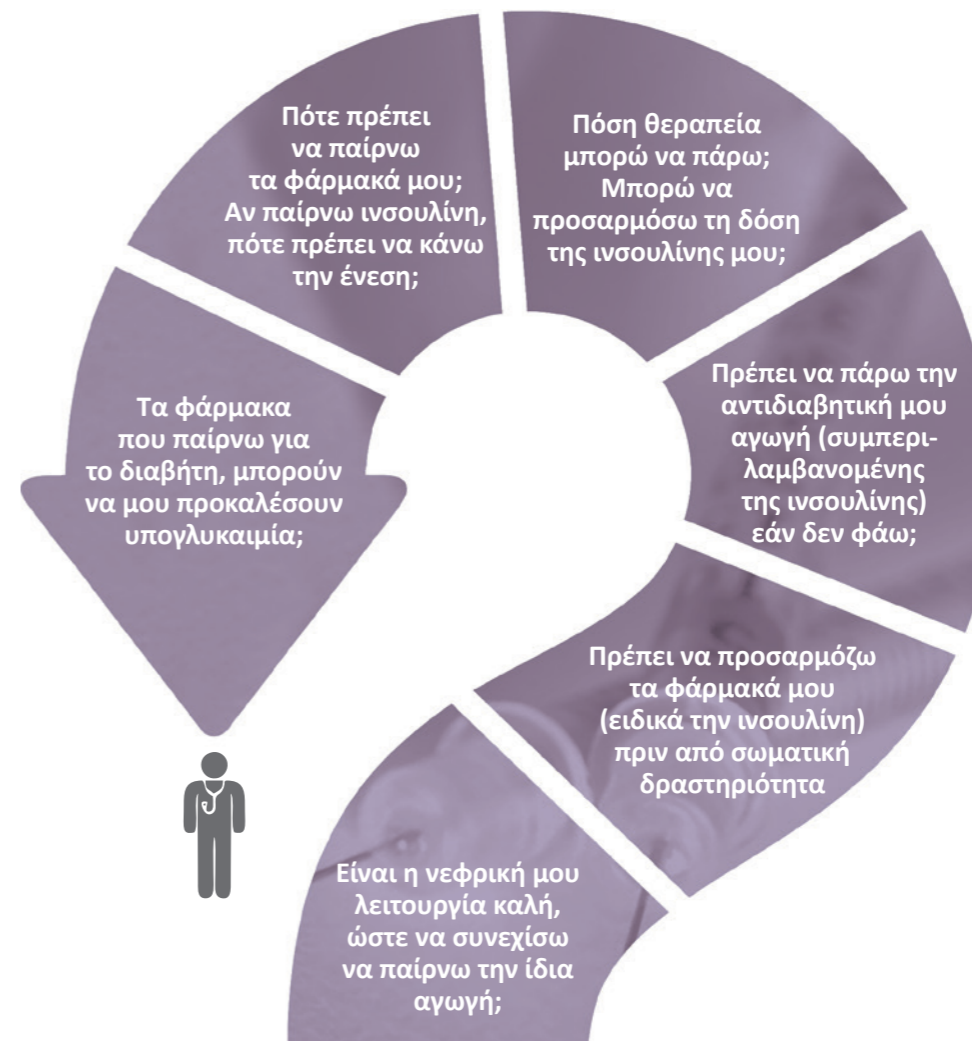 Πότε πρέπει
να παίρνω
τα φάρμακά μου;
Αν παίρνω ινσουλίνη,
πότε πρέπει να κάνω
την ένεση;
Πόση θεραπεία
μπορώ να πάρω;
Μπορώ να
προσαρμόσω τη δόση
της ινσουλίνης μου;
Πρέπει να πάρω την
αντιδιαβητική μου
αγωγή (συμπερι-
λαμβανομένης
της ινσουλίνης)
εάν δεν φάω;
Τα φάρμακα
που παίρνω για
το διαβήτη, μπορούν
να μου προκαλέσουν
υπογλυκαιμία;
Πρέπει να προσαρμόζω
τα φάρμακά μου
(ειδικά την ινσουλίνη)
πριν από σωματική
δραστηριότητα
Είναι η νεφρική μου
λειτουργία καλή,
ώστε να συνεχίσω
να παίρνω την ίδια
αγωγή;